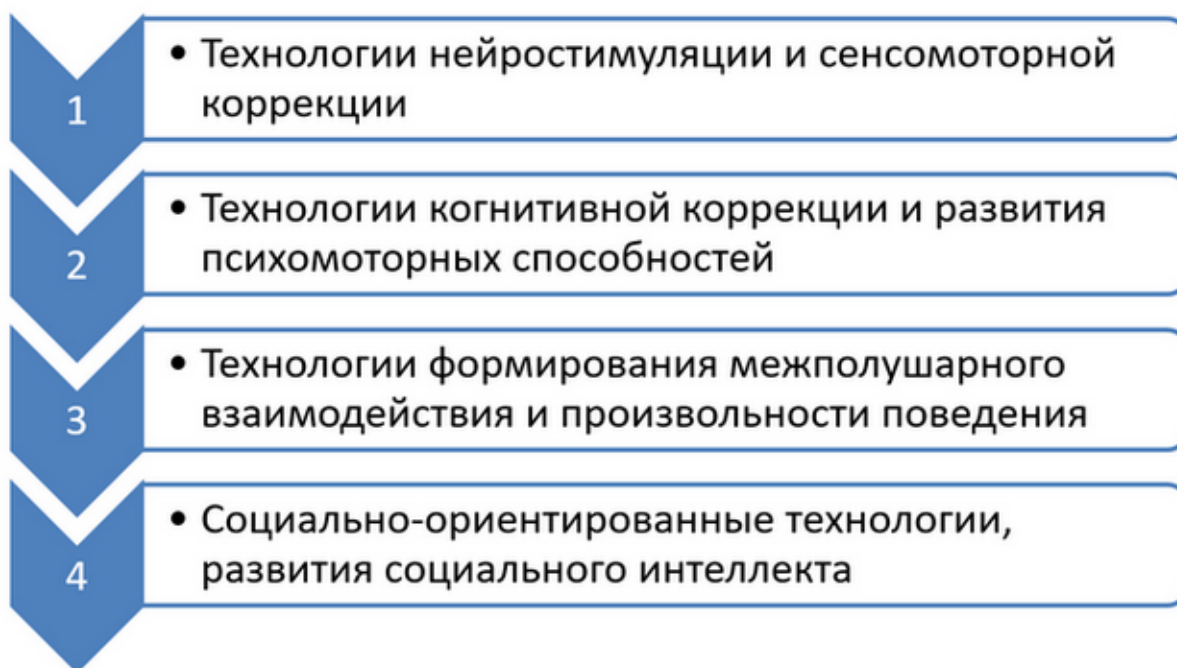 1
• Технологии нейростимуляции и сенсомоторной
коррекции
2
• Технологии когнитивной коррекции и развития
психомоторных способностей
3
• Технологии формирования межполушарного
взаимодействия и произвольности поведения
4
• Социально-ориентированные технологии,
развития социального интеллекта